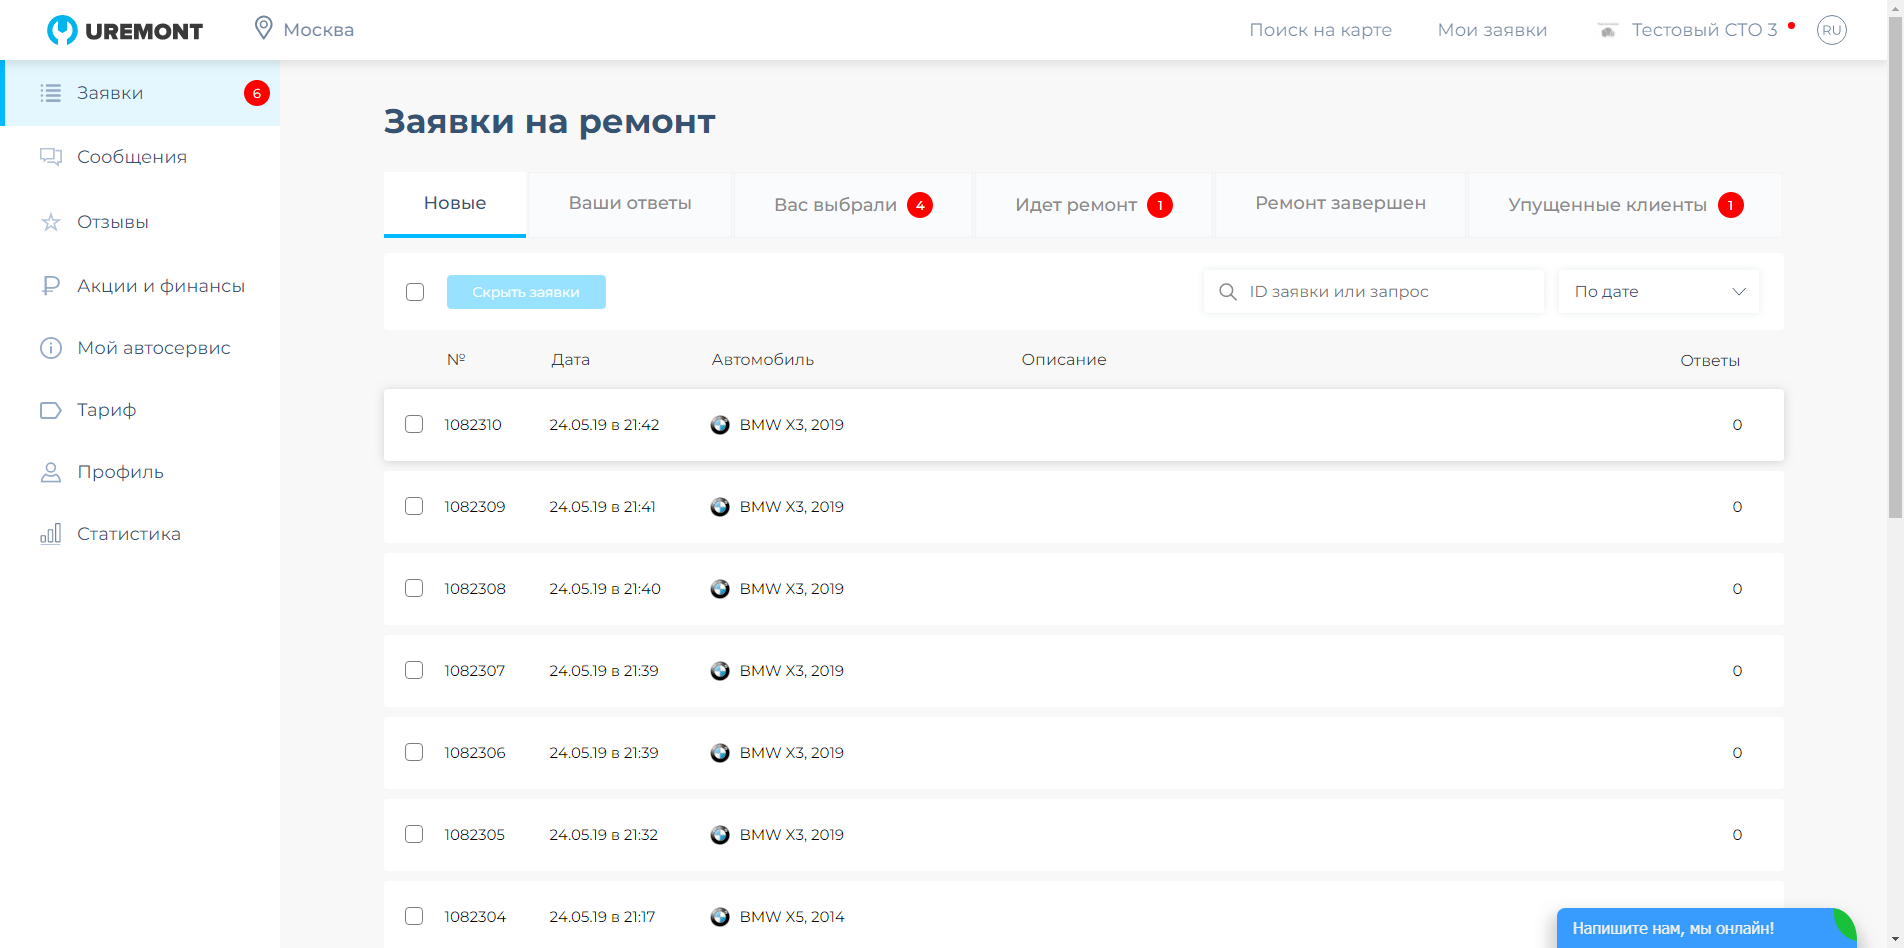 UREMONT
Москва
Поиск на карте
Мои заявки
Тестовый СТО 3
RU
Заявки
6
Сообщения
Отзывы
Акции и финансы
Мой автосервис
Тариф
Профиль
Статистика
Заявки на ремонт
Новые
Ваши ответы
Вас выбрали 4
Идет ремонт 1
Ремонт завершен
Упущенные клиенты 1
Скрыть заявки
ID заявки или запрос
По дате
№ Дата Автомобиль Описание Ответы
1082310 24.05.19 в 21:42 BMW X3, 2019 0
1082309 24.05.19 в 21:41 BMW X3, 2019 0
1082308 24.05.19 в 21:40 BMW X3, 2019 0
1082307 24.05.19 в 21:39 BMW X3, 2019 0
1082306 24.05.19 в 21:39 BMW X3, 2019 0
1082305 24.05.19 в 21:32 BMW X3, 2019 0
1082304 24.05.19 в 21:17 BMW X5, 2014
Напишите нам, мы онлайн!